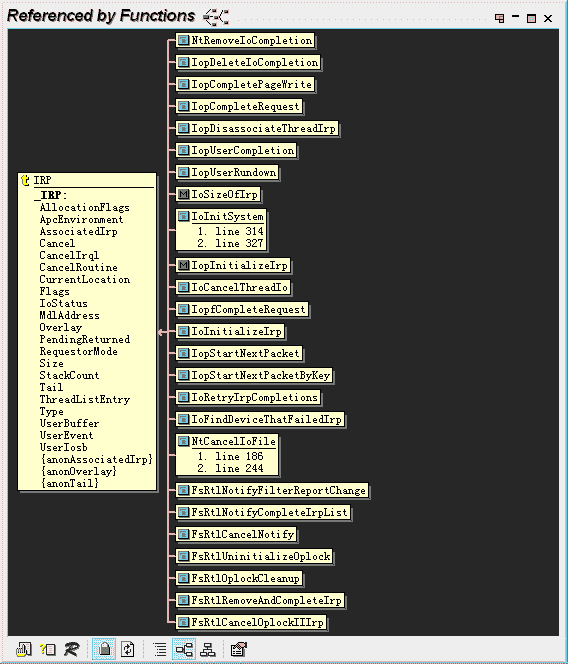 Referenced by Functions
IRP
_IRP:
AllocationFlags
ApcEnvironment
AssociatedIrp
Cancel
CancelIrql
CancelRoutine
CurrentLocation
Flags
IoStatus
MdlAddress
Overlay
PendingReturned
RequestorMode
Size
StackCount
Tail
ThreadListEntry
Type
UserBuffer
UserEvent
UserIosb
{anonAssociatedIrp}
{anonOverlay}
{anonTail}
NtRemoveIoCompletion
IopDeleteIoCompletion
IopCompletePageWrite
IopCompleteRequest
IopDisassociateThreadIrp
IopUserCompletion
IopUserRundown
M IoSizeOfIrp
IoInitSystem
1. line 314
2. line 327
M IopInitializeIrp
IoCancelThreadIo
IopfCompleteRequest
IoInitializeIrp
IopStartNextPacket
IopStartNextPacketByKey
IoRetryIrpCompletions
IoFindDeviceThatFailedIrp
NtCancelIoFile
1. line 186
2. line 244
FsRtlNotifyFilterReportChange
FsRtlNotifyCompleteIrpList
FsRtlCancelNotify
FsRtlUninitializeOplock
FsRtlOplockCleanup
FsRtlRemoveAndCompleteIrp
FsRtlCancelOplockIIIrp